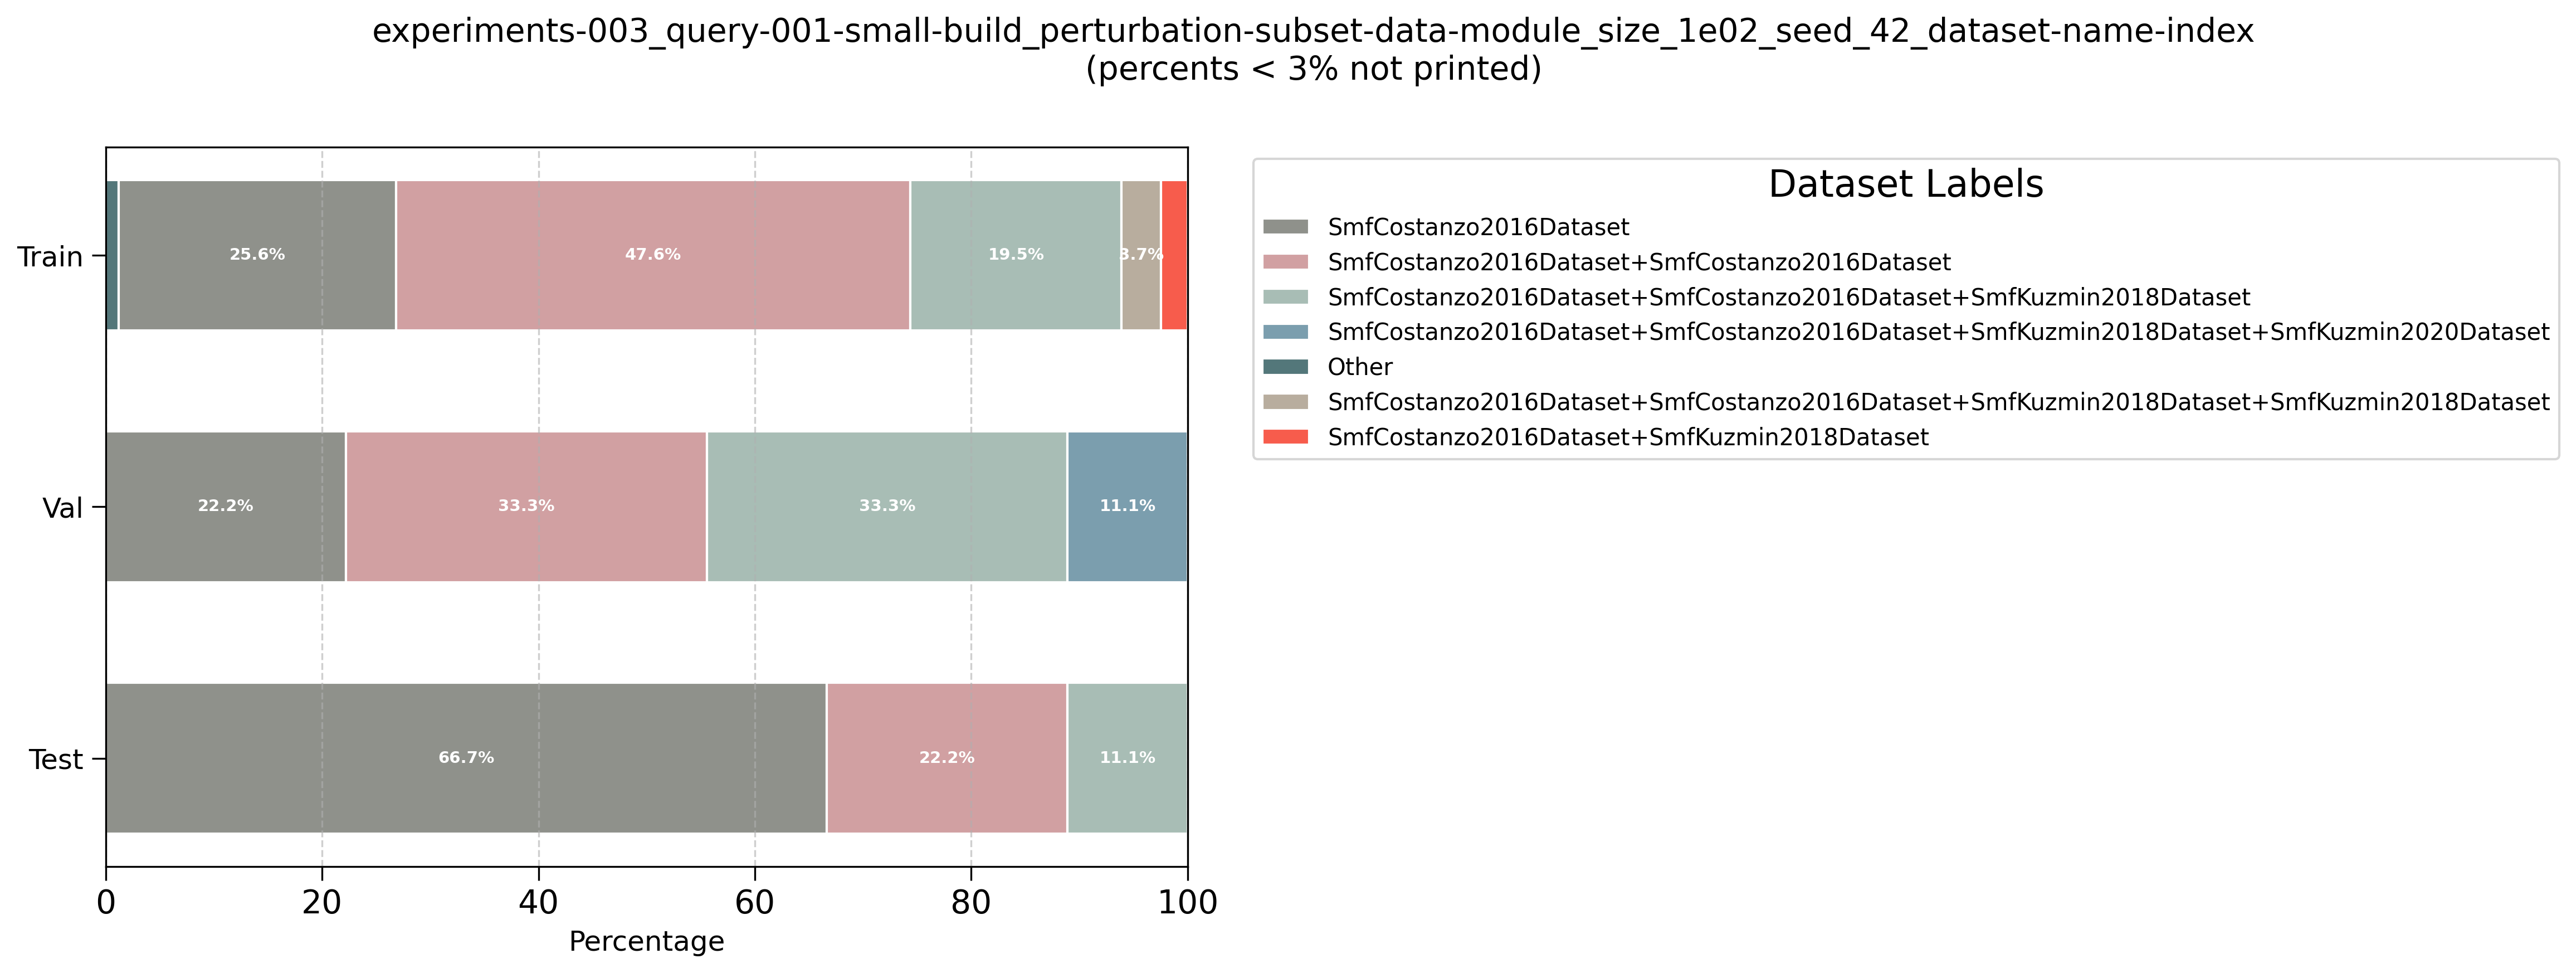 experiments-003_query-001-small-build_perturbation-subset-data-module_size_1e02_seed_42_dataset-name-index
(percents < 3% not printed)
Train
25.6%
47.6%
19.5%
3.7%
Val
22.2%
33.3%
33.3%
11.1%
Test
66.7%
22.2%
11.1%
0
20
40
60
80
100
Percentage
Dataset Labels
SmfCostanzo2016Dataset
SmfCostanzo2016Dataset+SmfCostanzo2016Dataset
SmfCostanzo2016Dataset+SmfCostanzo2016Dataset+SmfKuzmin2018Dataset
SmfCostanzo2016Dataset+SmfCostanzo2016Dataset+SmfKuzmin2018Dataset+SmfKuzmin2020Dataset
Other
SmfCostanzo2016Dataset+SmfCostanzo2016Dataset+SmfKuzmin2018Dataset+SmfKuzmin2018Dataset
SmfCostanzo2016Dataset+SmfKuzmin2018Dataset